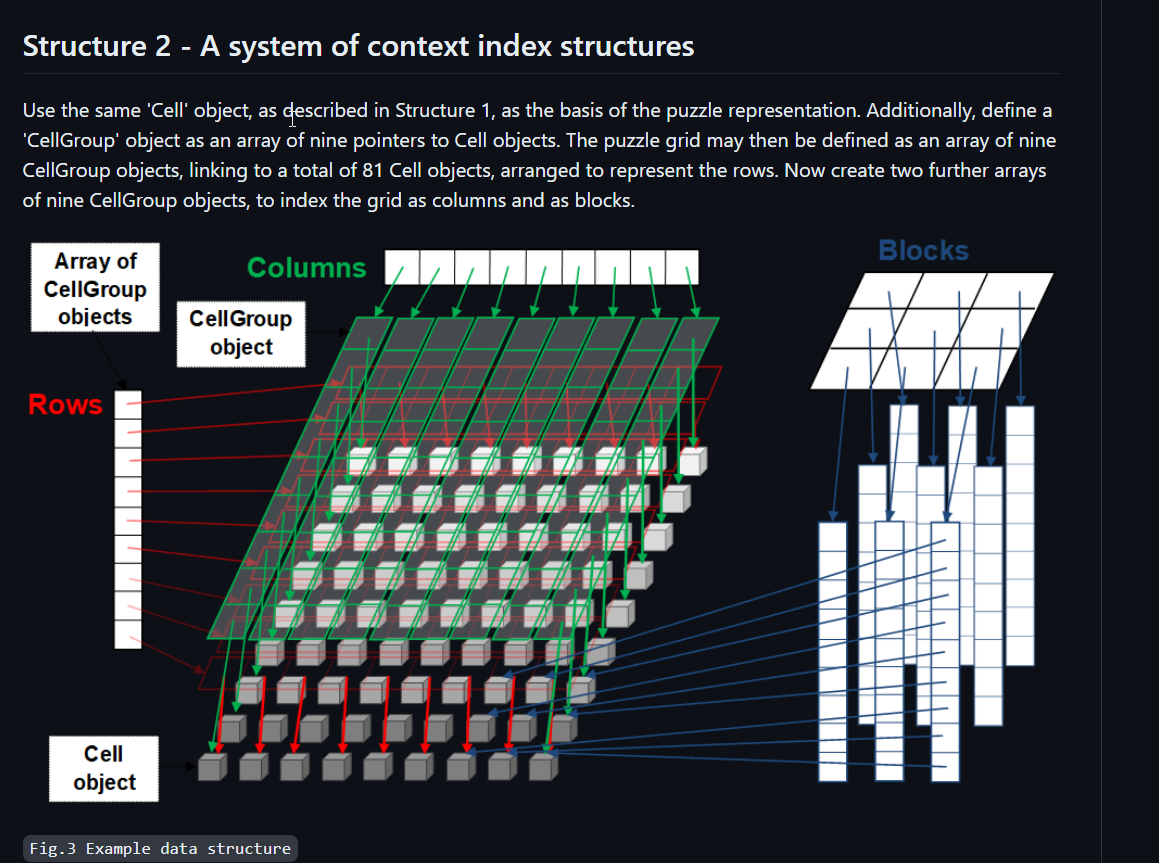 Structure 2 - A system of context index structures
Use the same 'Cell' object, as described in Structure 1, as the basis of the puzzle representation. Additionally, define a
'CellGroup' object as an array of nine pointers to Cell objects. The puzzle grid may then be defined as an array of nine
CellGroup objects, linking to a total of 81 Cell objects, arranged to represent the rows. Now create two further arrays
of nine CellGroup objects, to index the grid as columns and as blocks.
Array of
CellGroup
objects
Columns
Blocks
CellGroup
object
Rows
Cell
object
Fig.3 Example data structure